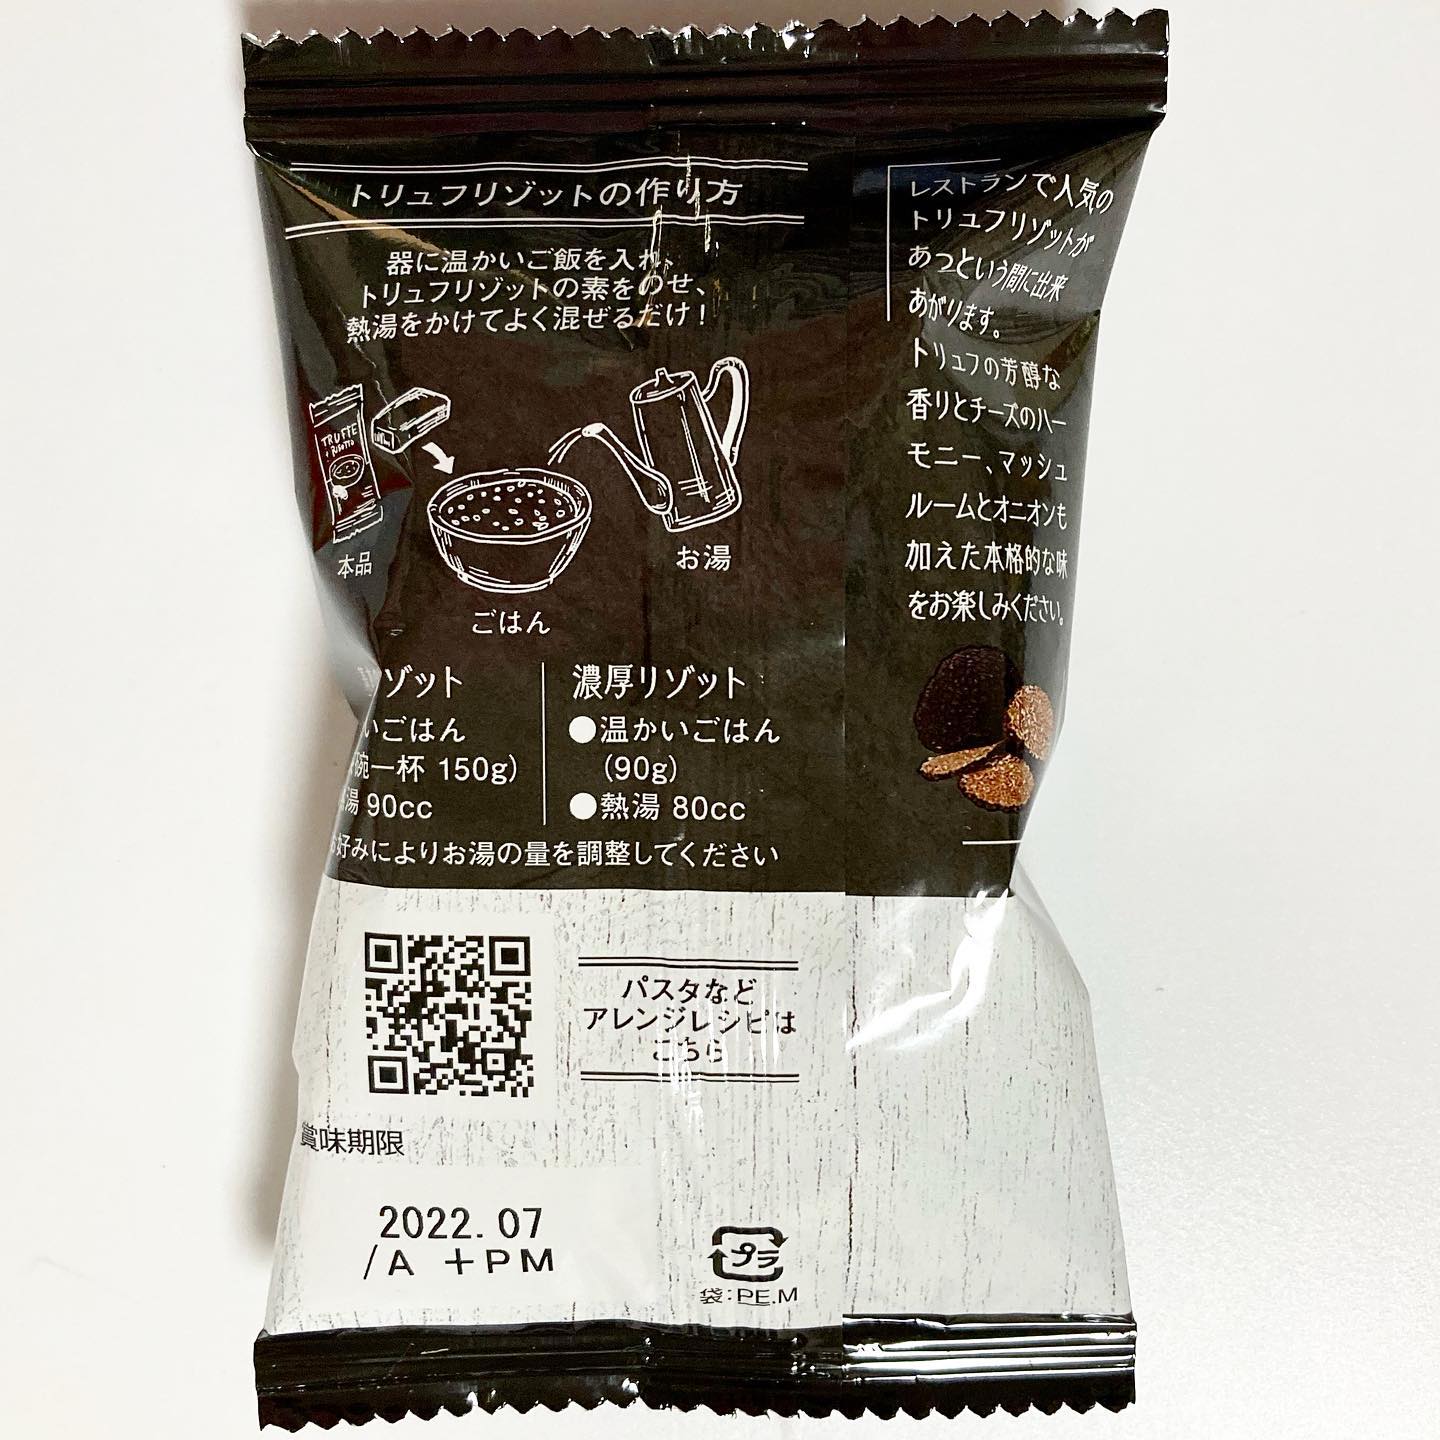 トリュフリゾットの作り方
器に温かいご飯を入れ、
トリュフリゾットの素をのせ、
熱湯をかけてよく混ぜるだけ！
TRUFFE
RISOTTO
本品
ごはん
お湯
ゾット
いごはん
一杯 150g)
湯 90cc
濃厚リゾット
●温かいごはん
(90g)
●熱湯 80cc
好みによりお湯の量を調整してください
レストランで人気の
トリュフリゾットが
あっという間に出来
あがります。
トリュフの芳醇な
香りとチーズのハー
モニー、マッシュ
ルームとオニオンも
加えた本格的な味
をお楽しみください。
パスタなど
アレンジレシピは
こちら
賞味期限
2022.07
/A +PM
プラ
袋:PE.M